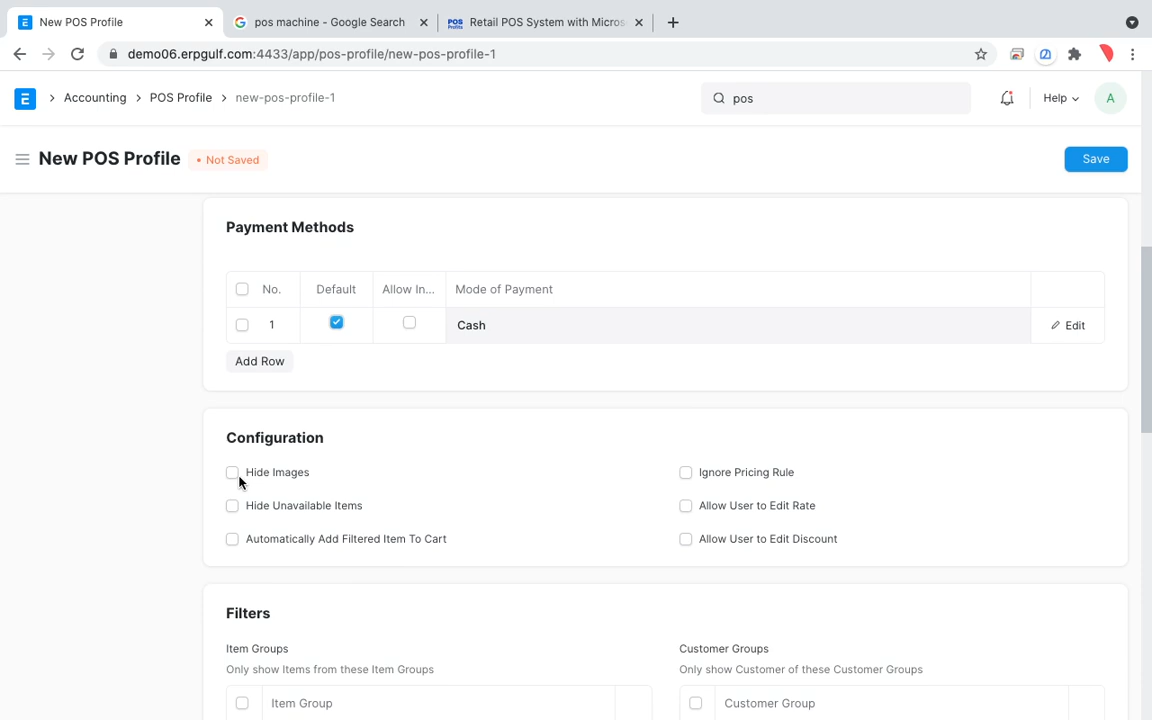 New POS Profile
pos machine - Google Search
POS Retail POS System with Micros
demo06.erpgulf.com:4433/app/pos-profile/new-pos-profile-1
E > Accounting > POS Profile > new-pos-profile-1
pos
Help
A
New POS Profile • Not Saved
Save
Payment Methods
No. Default Allow In... Mode of Payment
1 Cash Edit
Add Row
Configuration
Hide Images Ignore Pricing Rule
Hide Unavailable Items Allow User to Edit Rate
Automatically Add Filtered Item To Cart Allow User to Edit Discount
Filters
Item Groups Customer Groups
Only show Items from these Item Groups Only show Customer of these Customer Groups
Item Group Customer Group